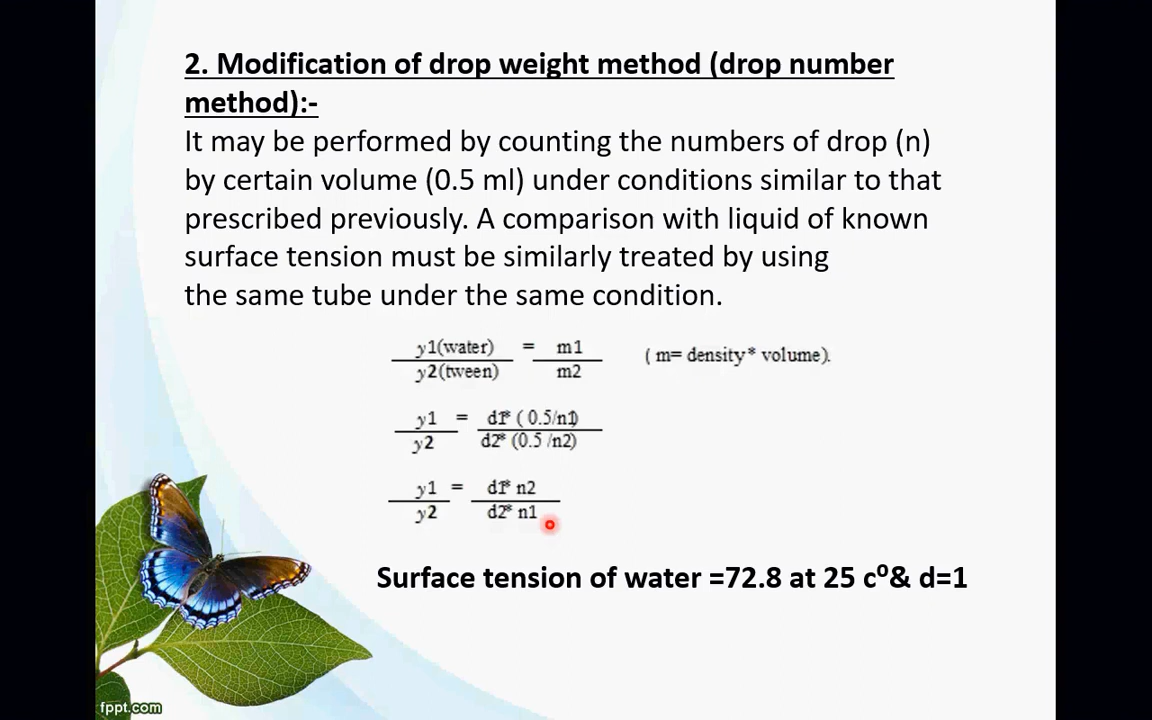 2. Modification of drop weight method (drop number
method):-
It may be performed by counting the numbers of drop (n)
by certain volume (0.5 ml) under conditions similar to that
prescribed previously. A comparison with liquid of known
surface tension must be similarly treated by using
the same tube under the same condition.
y1(water) = m1 ( m= density* volume).
y2(tween) m2
y1 = d1* ( 0.5/n1)
y2 d2* (0.5 /n2)
y1 = d1* n2
y2 d2* n1
Surface tension of water =72.8 at 25 cº& d=1
fppt.com